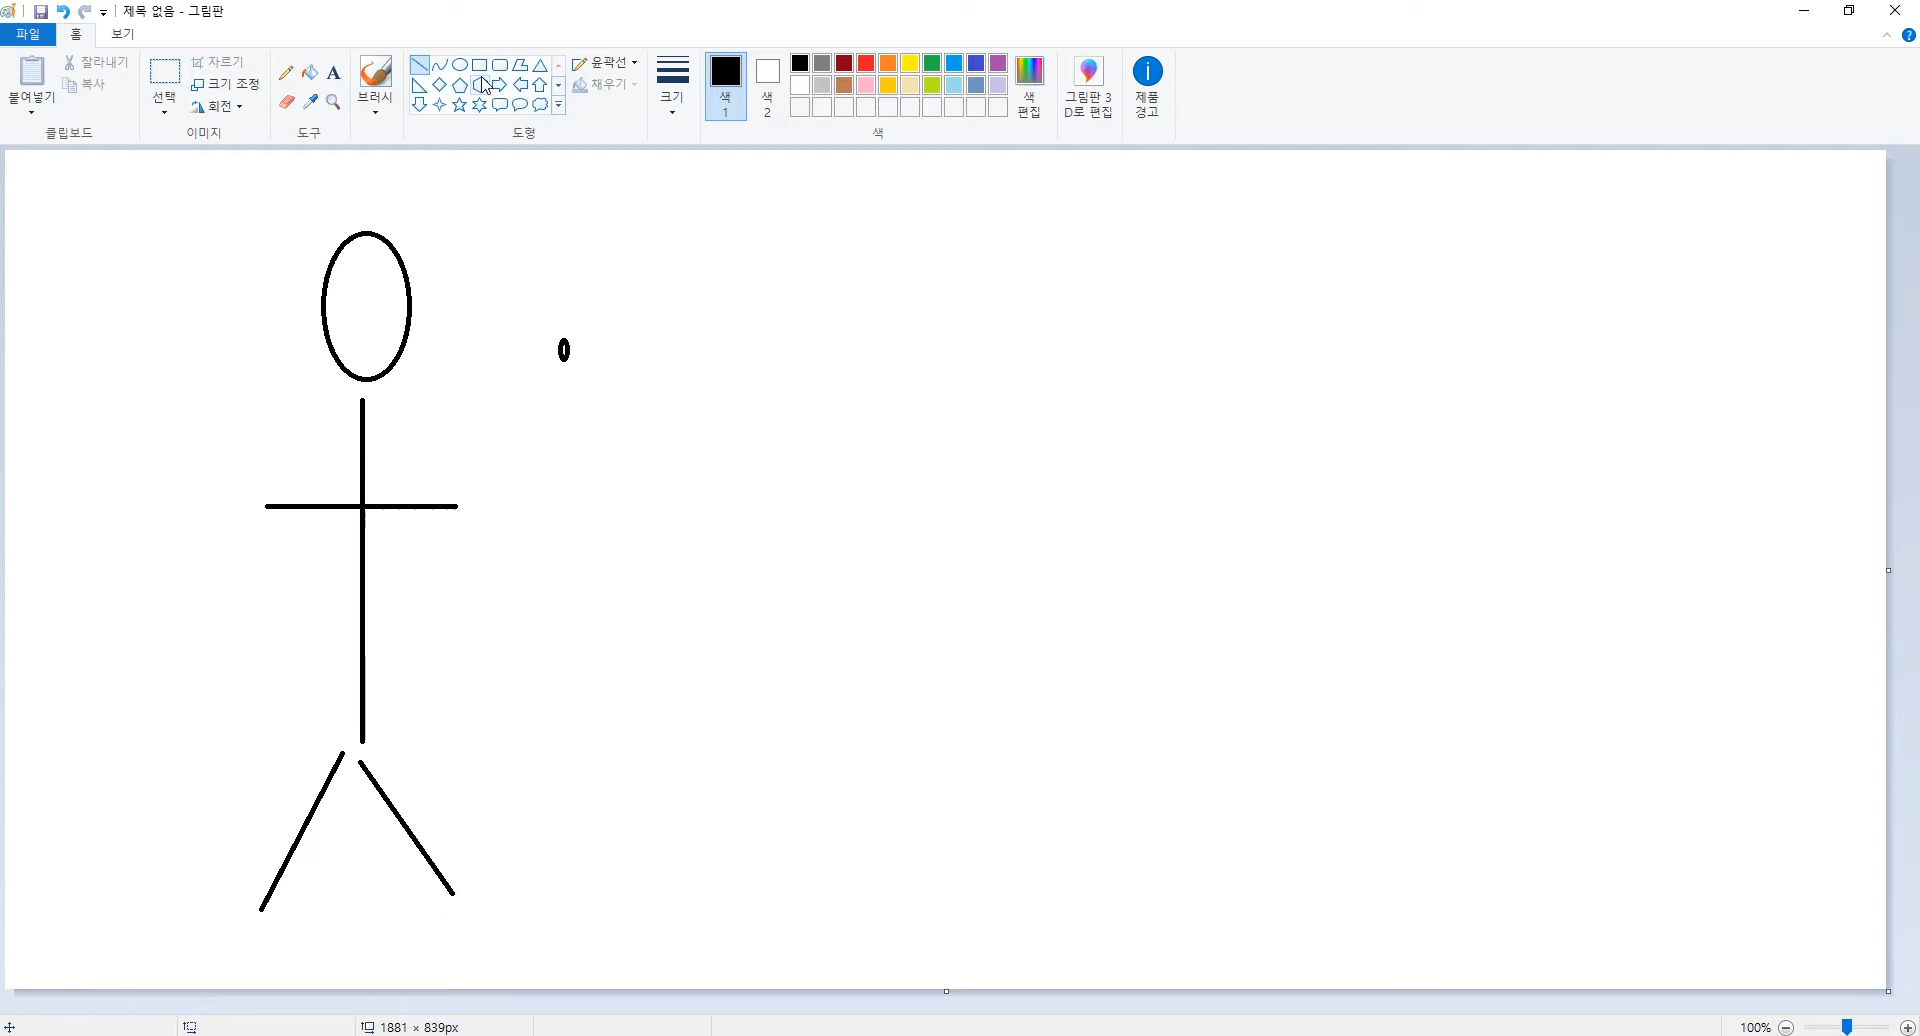 제목 없음 - 그림판
파일 홈 보기
붙여넣기
잘라내기
복사
클립보드
선택
자르기
크기 조정
회전
이미지
A
도구
브러시
도형
윤곽선
채우기
크기
색
1
색
2
색
편집
색
그림판 3
D로 편집
제품
경고
1881 × 839px
100%